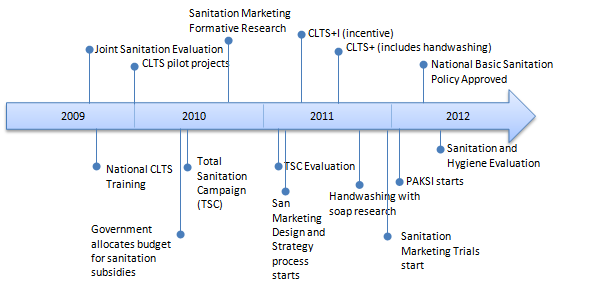 Sanitation Marketing
Formative Research
CLTS+I (incentive)
Joint Sanitation Evaluation
CLTS+ (includes handwashing)
CLTS pilot projects
National Basic Sanitation
Policy Approved
2009
2010
2011
2012
National CLTS
Training
Total
Sanitation
Campaign
(TSC)
Government
allocates budget
for sanitation
subsidies
TSC Evaluation
San
Marketing
Design and
Strategy
process
starts
Handwashing with
soap research
Sanitation and
Hygiene Evaluation
PAKSI starts
Sanitation
Marketing Trials
start